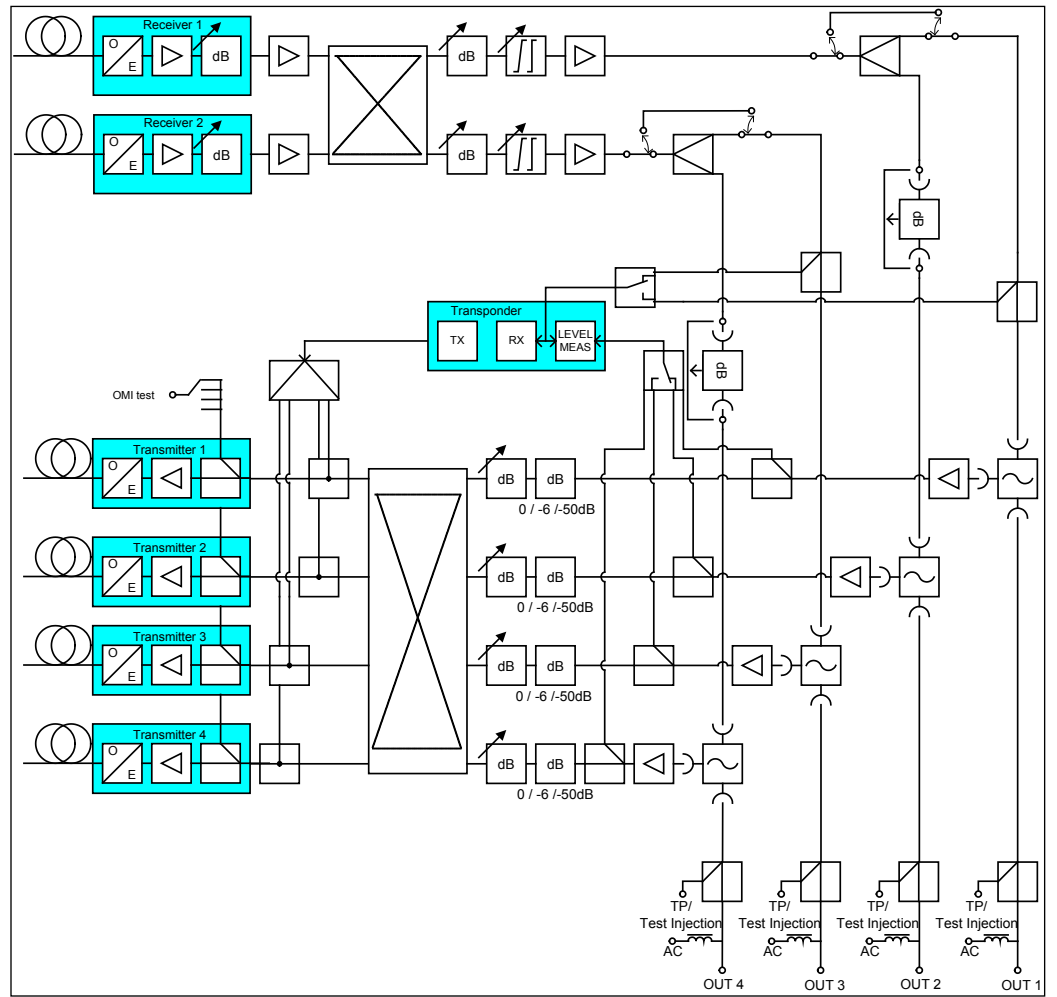 Receiver 1
O
E
dB
dB
Receiver 2
O
E
dB
dB
dB
Transponder
TX
RX
LEVEL
MEAS
dB
OMI test
Transmitter 1
O
E
dB
dB
0 / -6 /-50dB
Transmitter 2
O
E
dB
dB
0 / -6 /-50dB
Transmitter 3
O
E
dB
dB
0 / -6 /-50dB
Transmitter 4
O
E
dB
dB
0 / -6 /-50dB
TP/
Test Injection
AC
OUT 4
TP/
Test Injection
AC
OUT 3
TP/
Test Injection
AC
OUT 2
TP/
Test Injection
AC
OUT 1